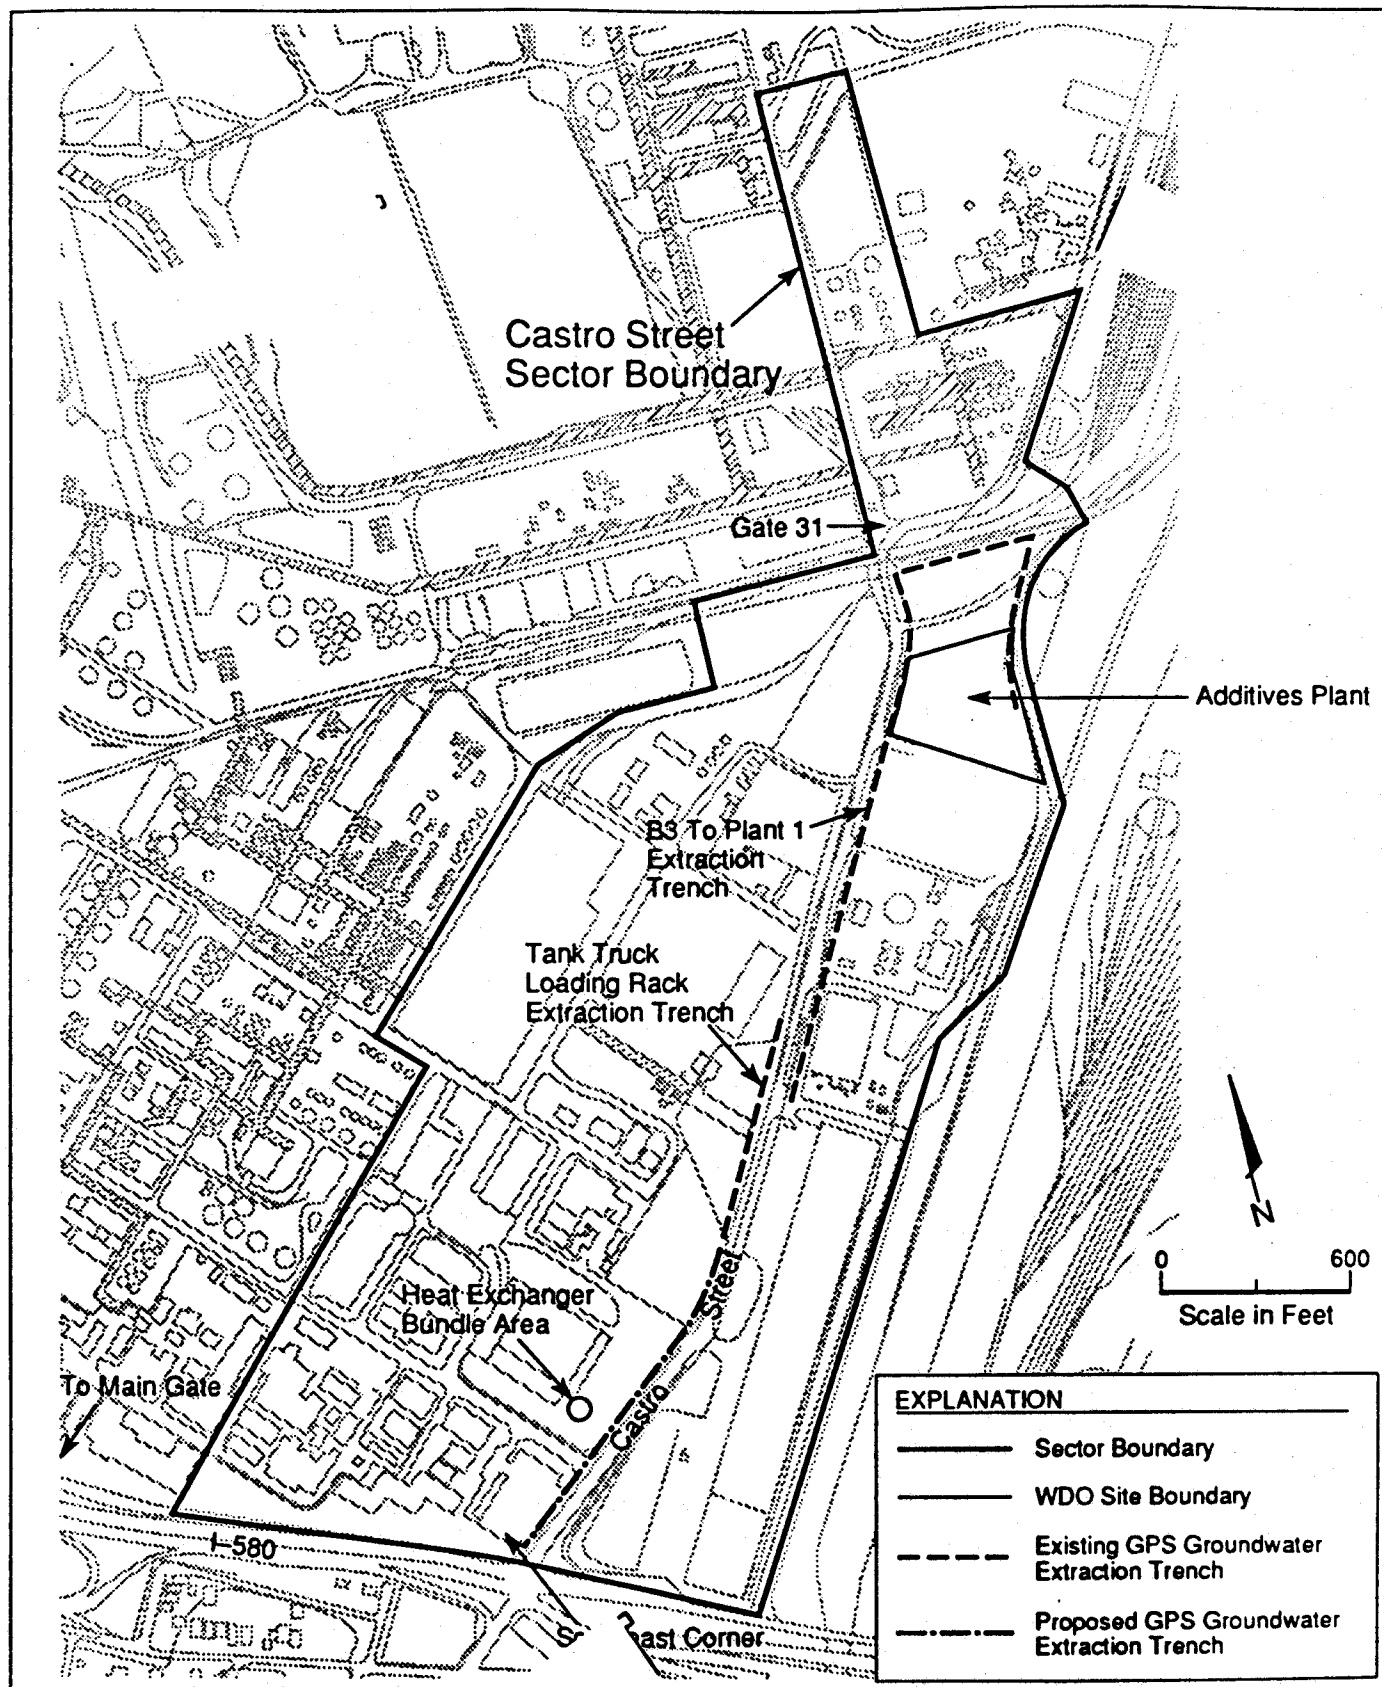 Castro Street
Sector Boundary
Gate 31
Additives Plant
B3 To Plant 1
Extraction
Trench
Tank Truck
Loading Rack
Extraction Trench
N
0 600
Scale in Feet
Heat Exchanger
Bundle Area
Castro Street
To Main Gate
I-580
east Corner
EXPLANATION
Sector Boundary
WDO Site Boundary
Existing GPS Groundwater
Extraction Trench
Proposed GPS Groundwater
Extraction Trench